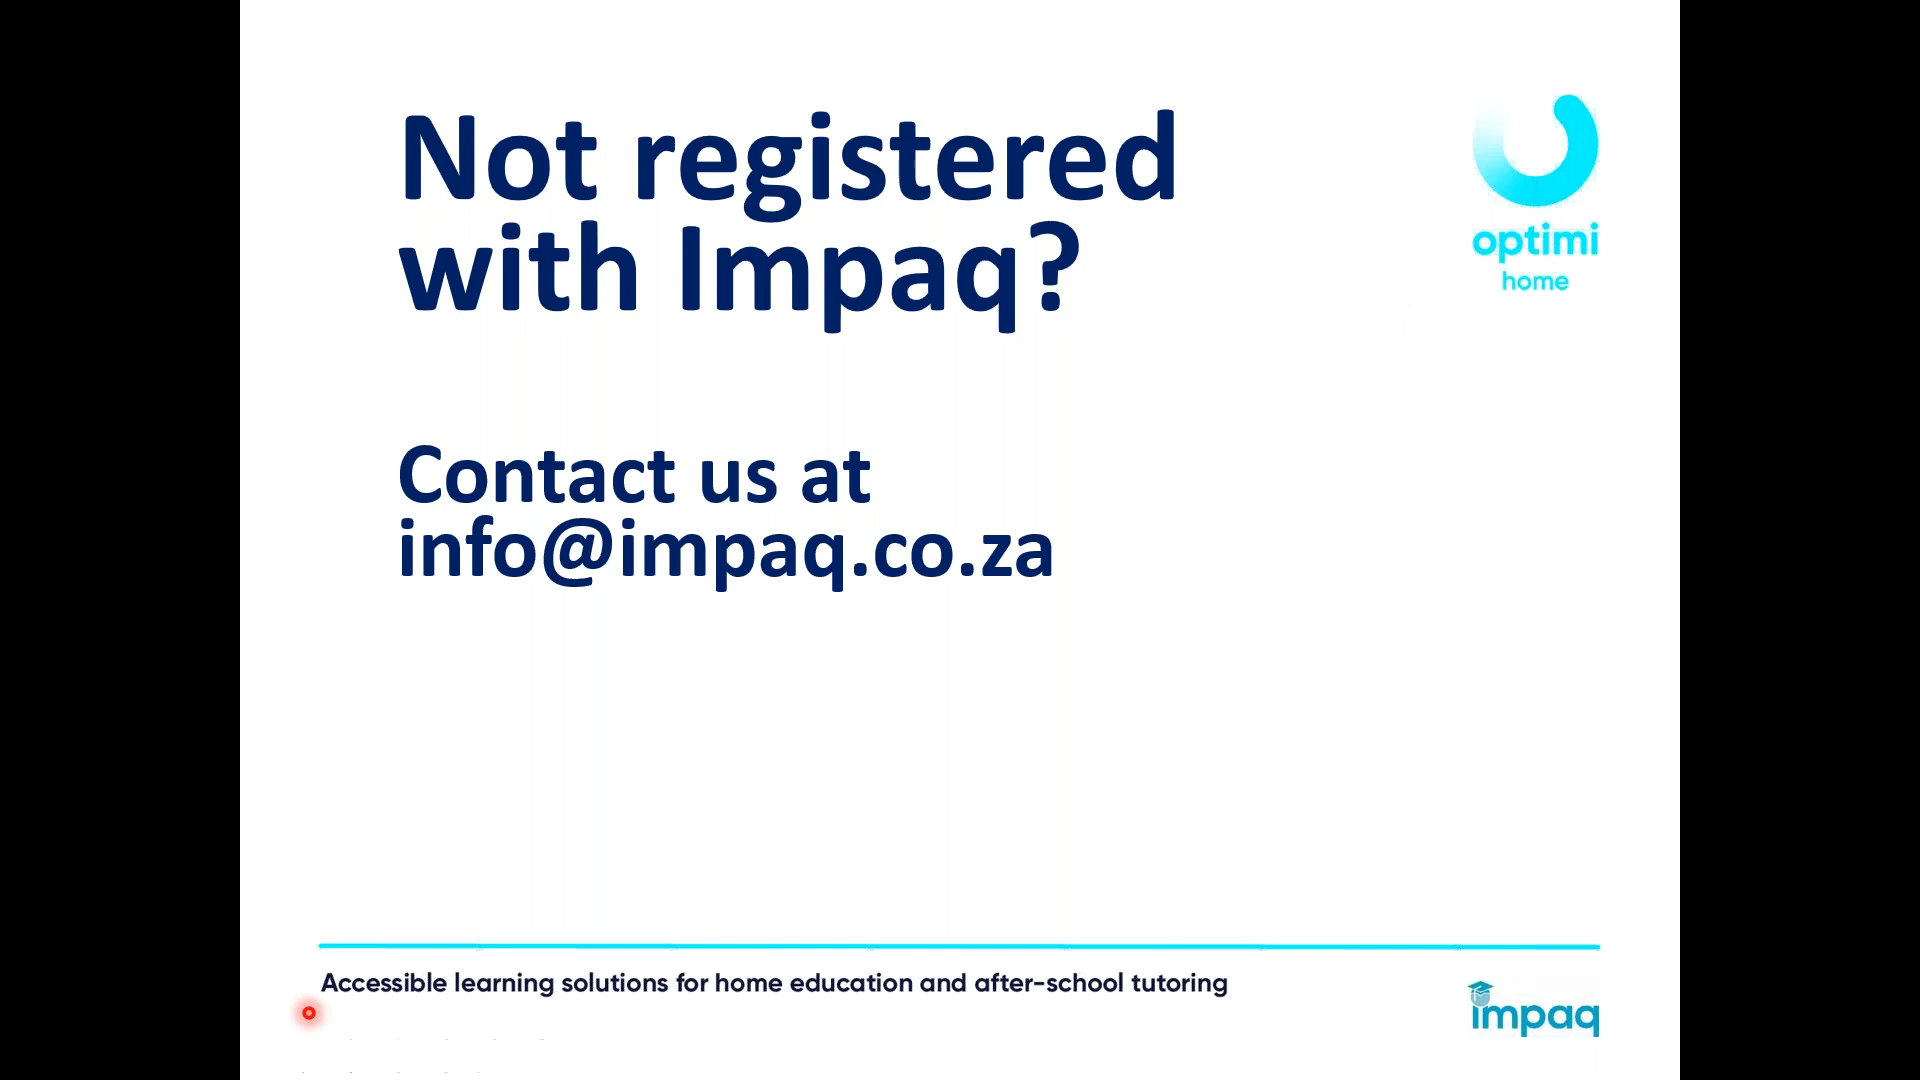 Not registered
with Impaq?
optimi
home
Contact us at
info@impaq.co.za
Accessible learning solutions for home education and after-school tutoring
impaq